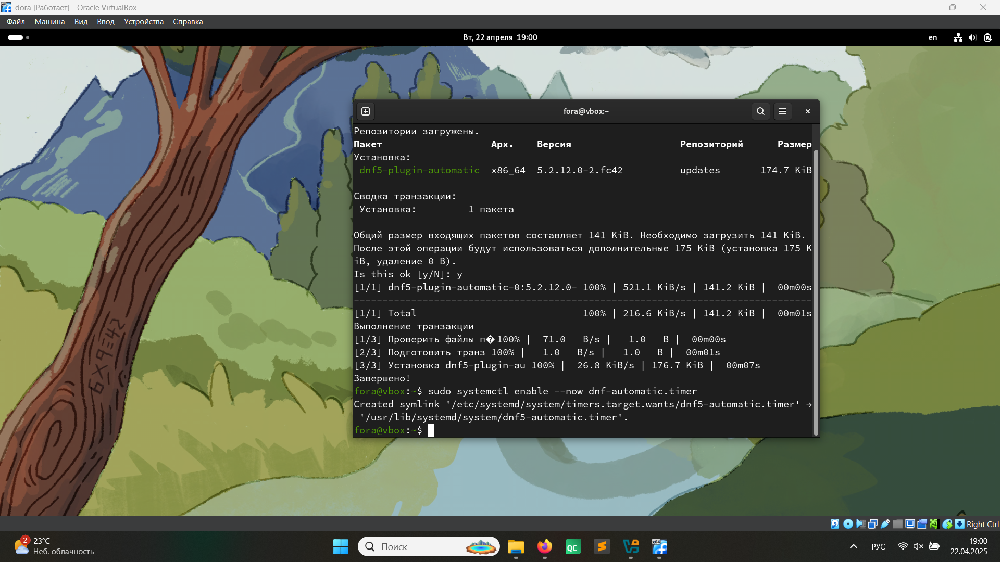 dora [Работает] - Oracle VirtualBox
Файл Машина Вид Ввод Устройства Справка
Вт, 22 апреля 19:00
en
fora@vbox:~
Репозитории загружены.
Пакет Арх. Версия Репозиторий Размер
Установка:
dnf5-plugin-automatic x86_64 5.2.12.0-2.fc42 updates 174.7 KiB
Сводка транзакции:
Установка: 1 пакета
Общий размер входящих пакетов составляет 141 KiB. Необходимо загрузить 141 KiB.
После этой операции будут использоваться дополнительные 175 KiB (установка 175 K
iB, удаление 0 B).
Is this ok [y/N]: y
[1/1] dnf5-plugin-automatic-0:5.2.12.0- 100% | 521.1 KiB/s | 141.2 KiB | 00m00s
--------------------------------------------------------------------------------
[1/1] Total 100% | 216.6 KiB/s | 141.2 KiB | 00m01s
Выполнение транзакции
[1/3] Проверить файлы п� 100% | 71.0 B/s | 1.0 B | 00m00s
[2/3] Подготовить транз 100% | 1.0 B/s | 1.0 B | 00m01s
[3/3] Установка dnf5-plugin-au 100% | 26.8 KiB/s | 176.7 KiB | 00m07s
Завершено!
fora@vbox:~$ sudo systemctl enable --now dnf-automatic.timer
Created symlink '/etc/systemd/system/timers.target.wants/dnf5-automatic.timer' →
'/usr/lib/systemd/system/dnf5-automatic.timer'.
fora@vbox:~$
6X9E42
Right Ctrl
2
23°C
Неб. облачность
Поиск
QC
x64
РУС
19:00
22.04.2025